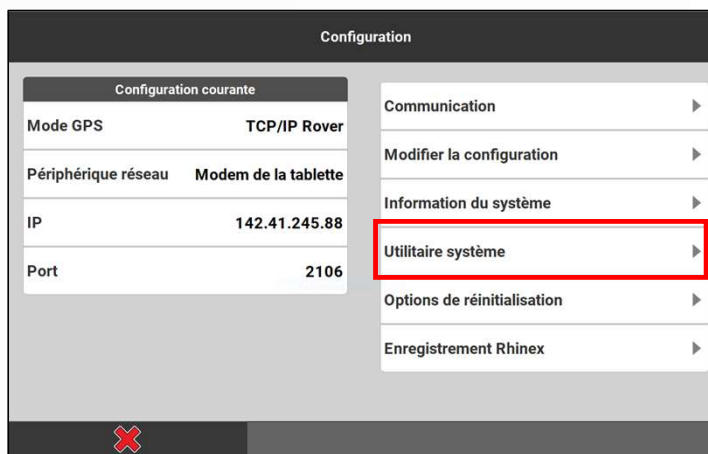 Configuration
Configuration courante
Mode GPS TCP/IP Rover
Périphérique réseau Modem de la tablette
IP 142.41.245.88
Port 2106
Communication
Modifier la configuration
Information du système
Utilitaire système
Options de réinitialisation
Enregistrement Rhinex